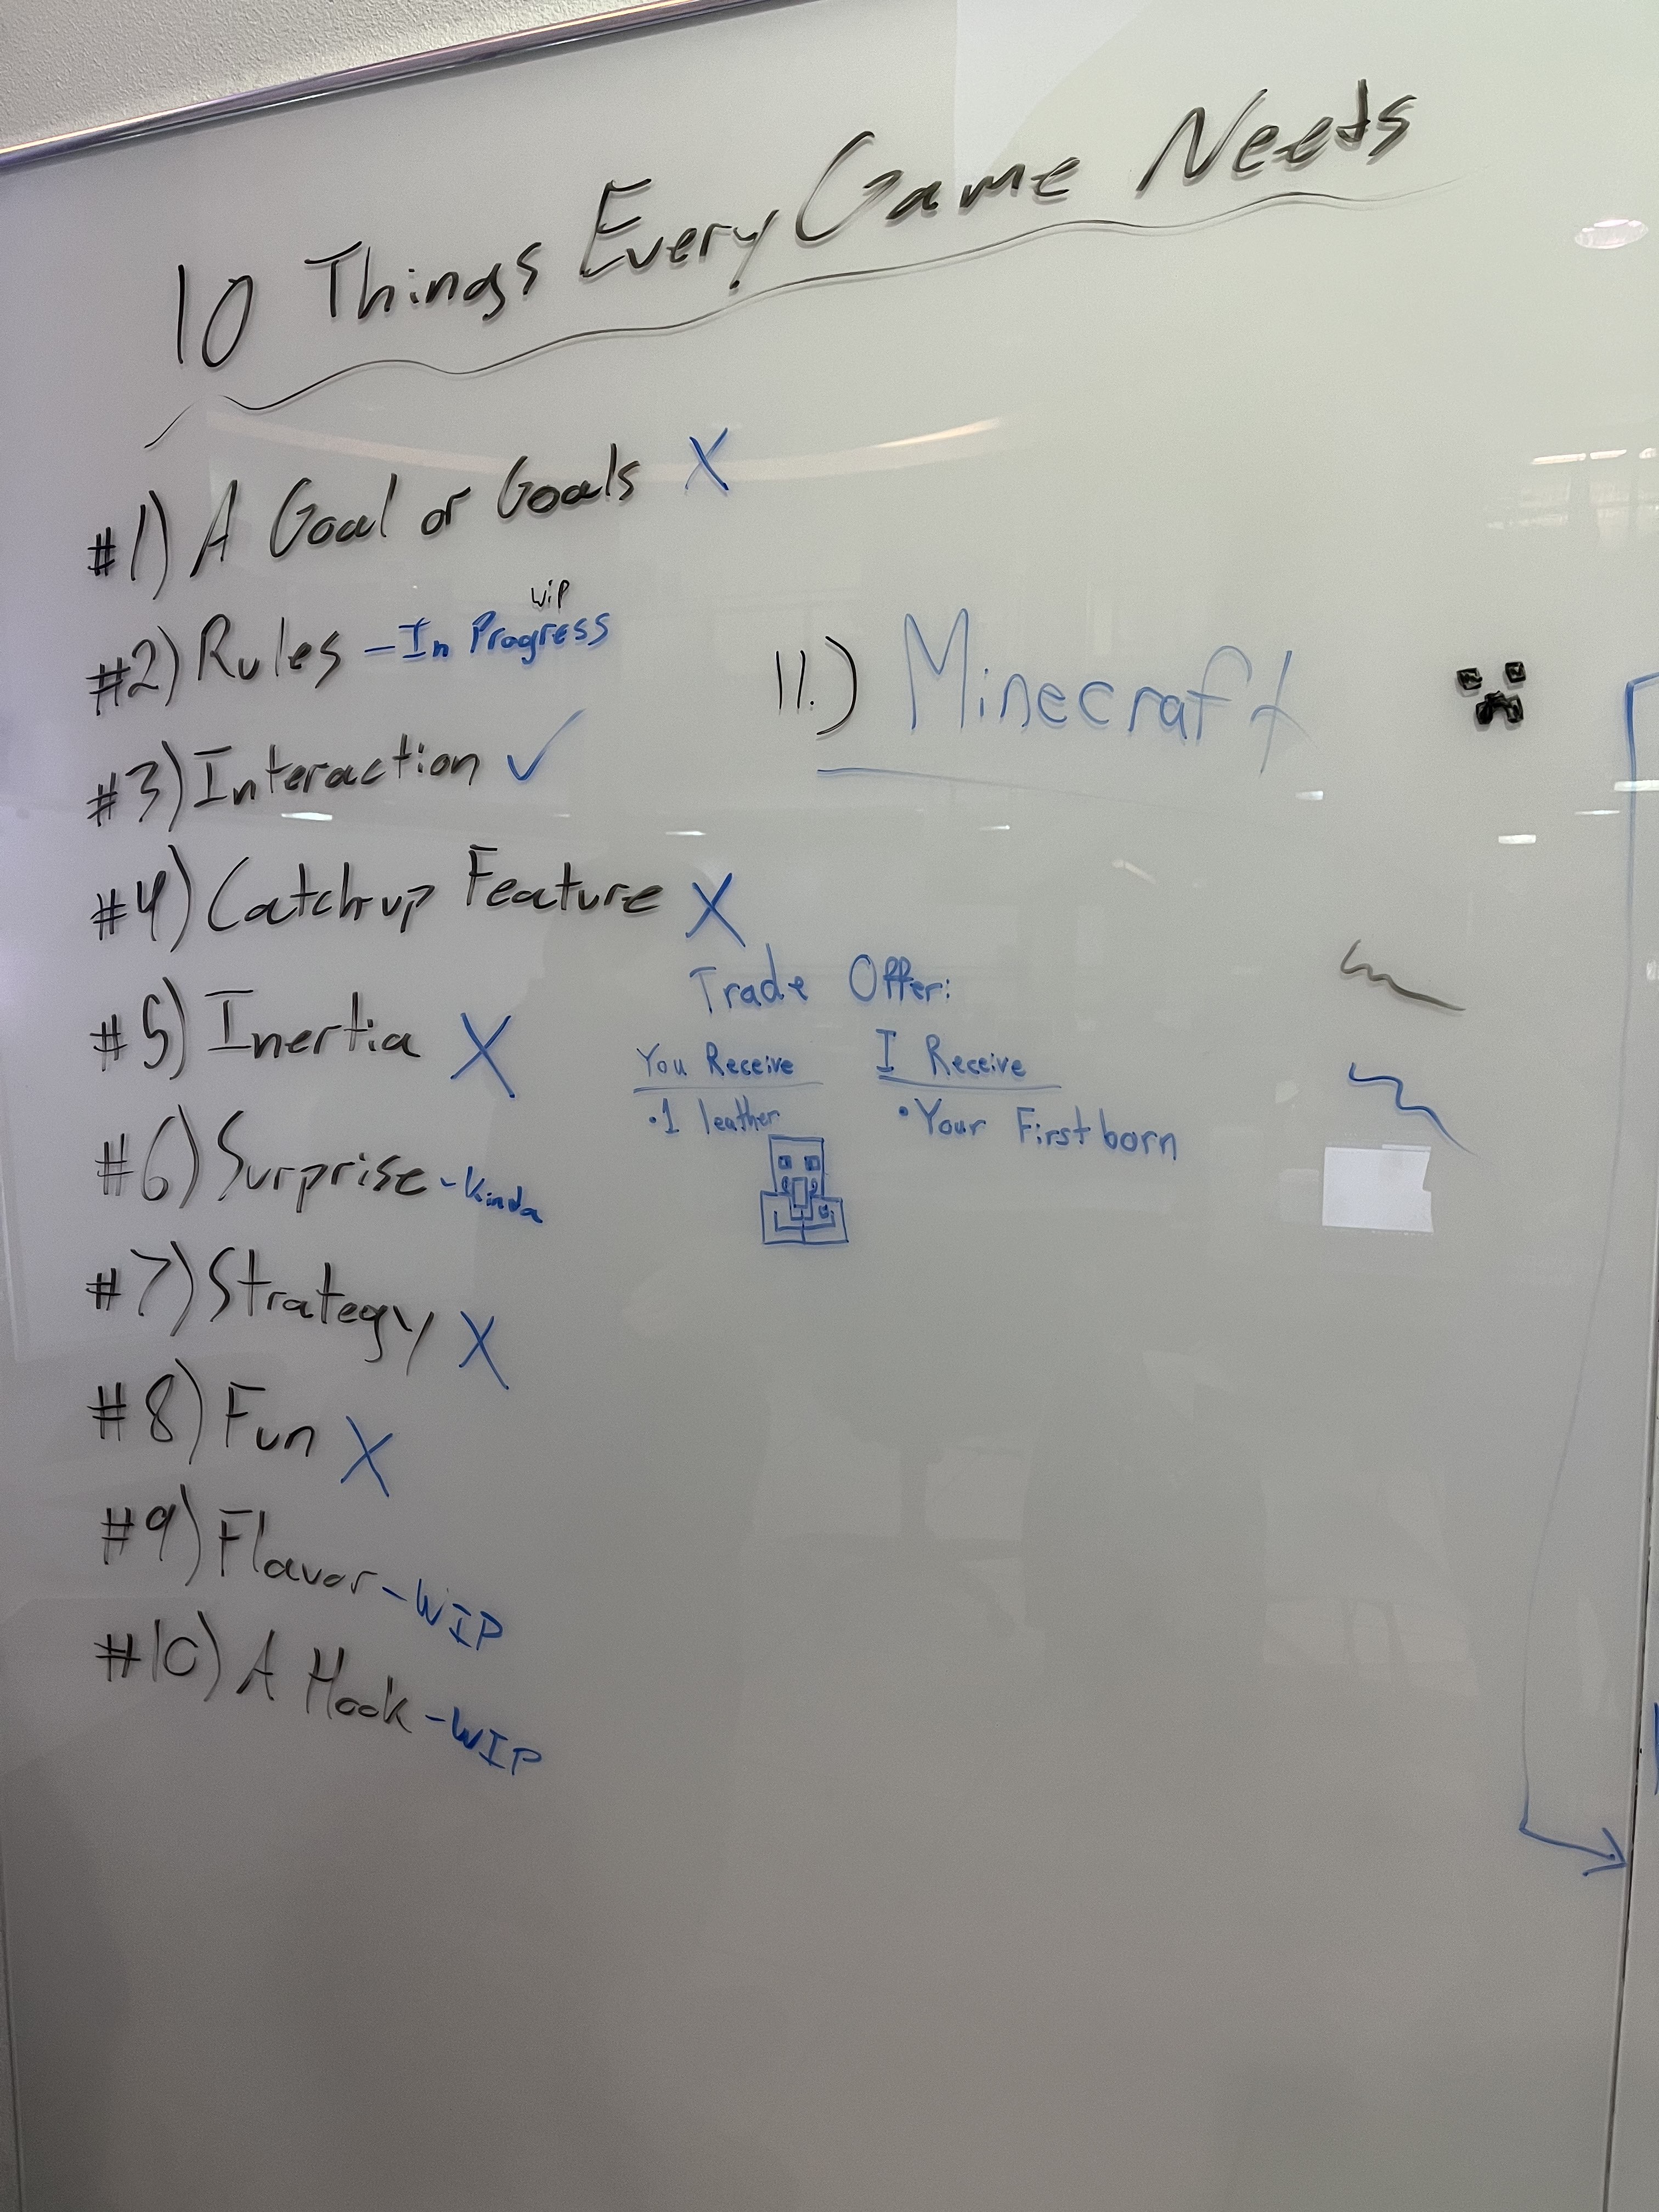 10 Things Every Game Needs
#1) A Goal or Goals X
WIP
#2) Rules - In Progress
11.) Minecraft
#3) Interaction ✓
#4) Catchup Feature X
Trade Offer:
#5) Inertia X
You Receive
I Receive
• 1 leather
• Your Firstborn
#6) Surprise - Kinda
#7) Strategy X
#8) Fun X
#9) Flavor - WIP
#10) A Hook - WIP